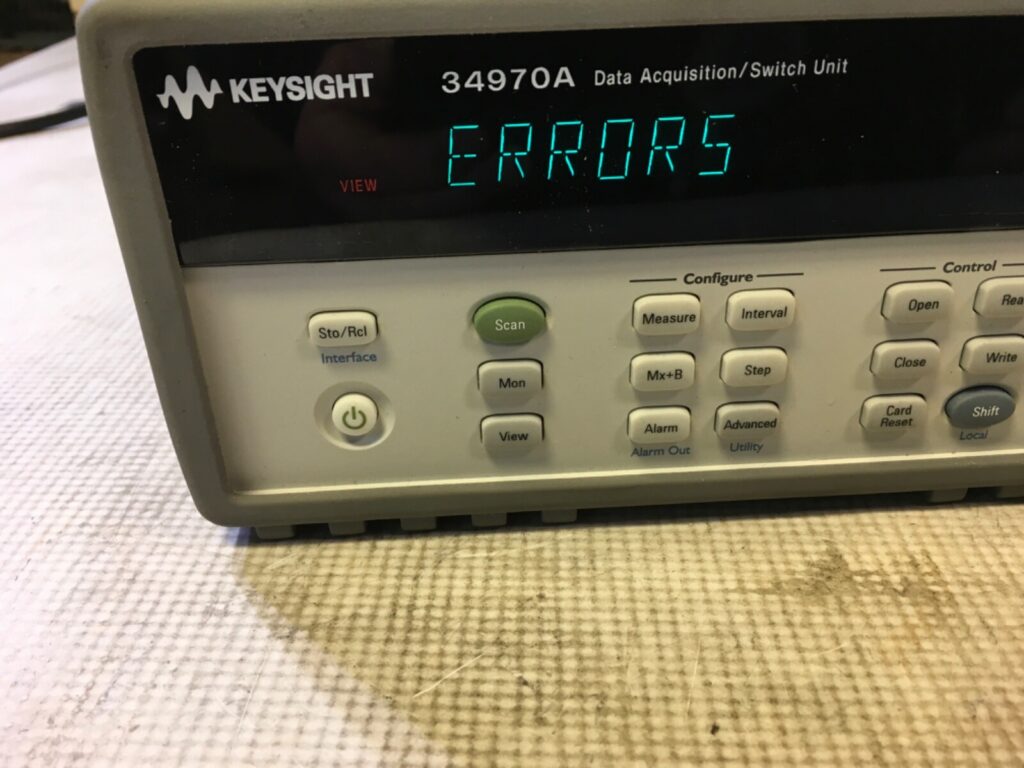 KEYSIGHT 34970A Data Acquisition/Switch Unit
ERRORS
VIEW
Configure Control
Sto/Rcl Scan Measure Interval Open
Interface
Mon Mx+B Step Close Write
View Alarm Advanced Card Reset Shift
Alarm Out Utility Local